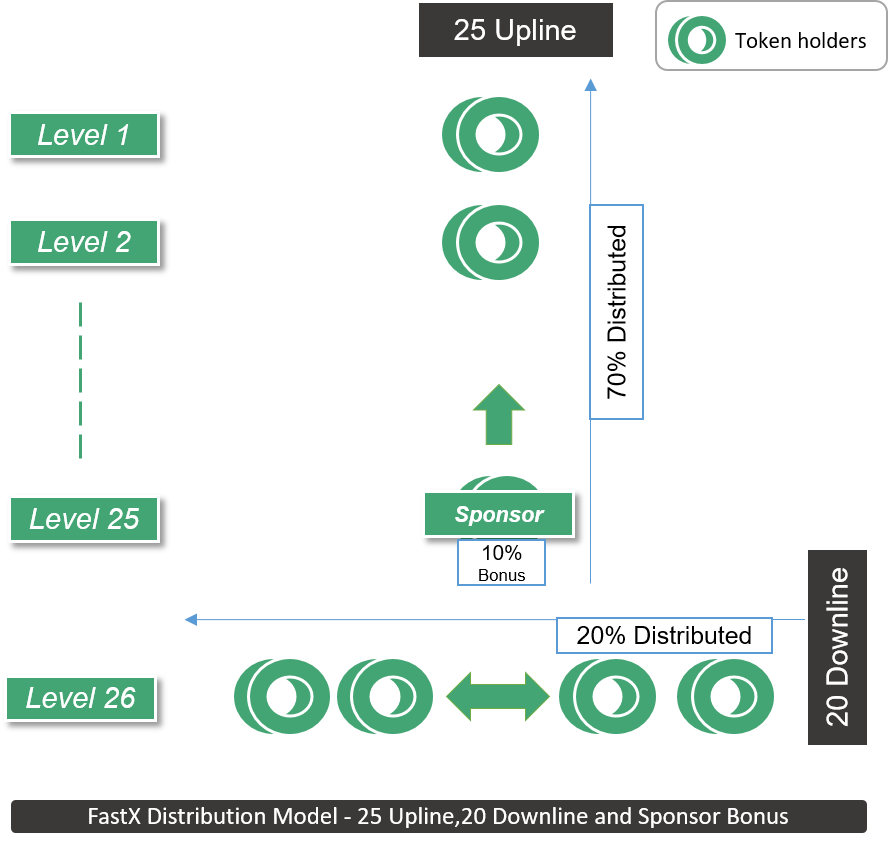 25 Upline
Token holders
Level 1
Level 2
70% Distributed
Level 25
Sponsor
10%
Bonus
20% Distributed
20 Downline
Level 26
FastX Distribution Model - 25 Upline,20 Downline and Sponsor Bonus